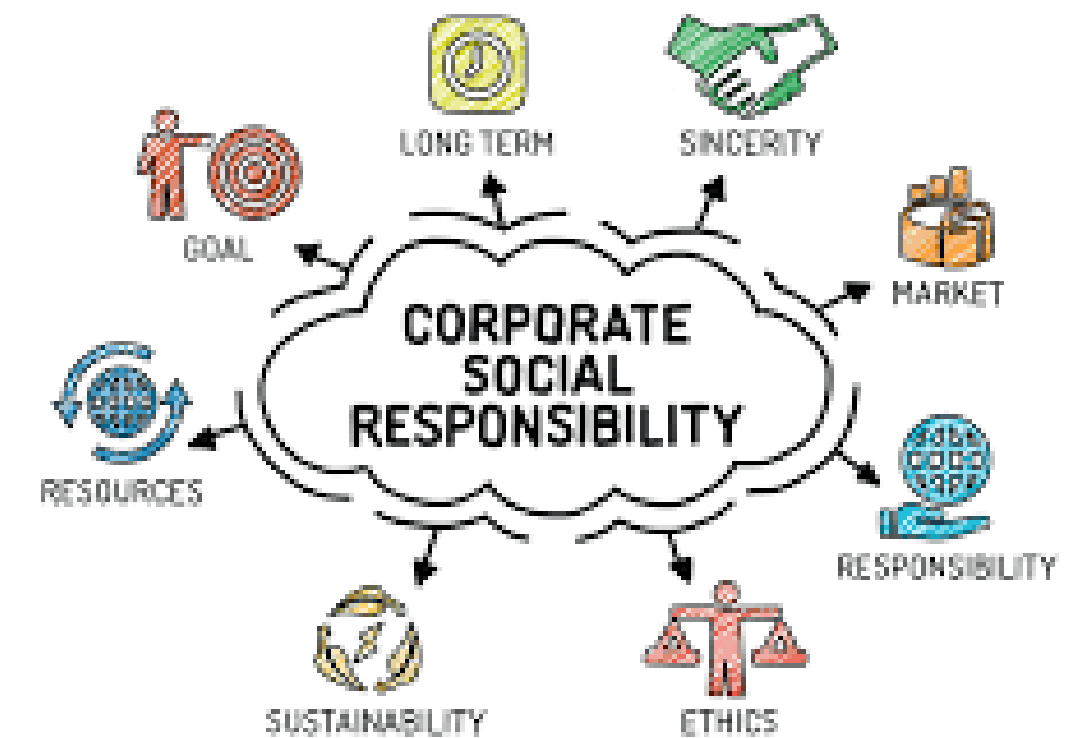 LONG TERM
SINCERITY
GOAL
MARKET
CORPORATE
SOCIAL
RESPONSIBILITY
RESOURCES
RESPONSIBILITY
SUSTAINABILITY
ETHICS